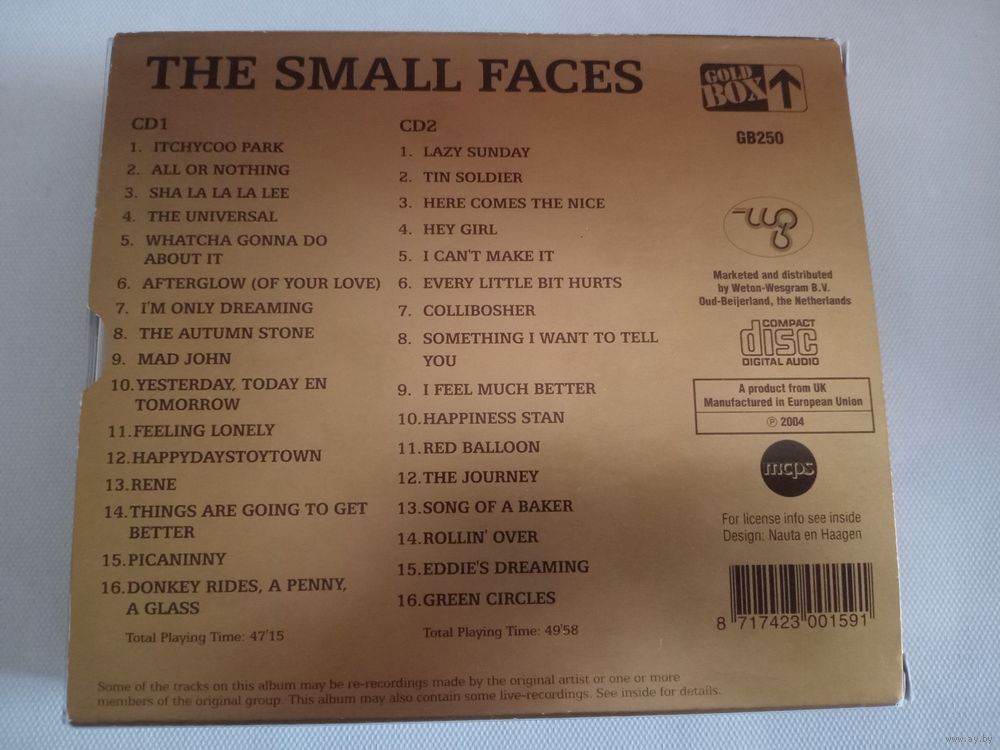 THE SMALL FACES
CD1
1. ITCHYCOO PARK
2. ALL OR NOTHING
3. SHA LA LA LA LEE
4. THE UNIVERSAL
5. WHATCHA GONNA DO
ABOUT IT
6. AFTERGLOW (OF YOUR LOVE)
7. I'M ONLY DREAMING
8. THE AUTUMN STONE
9. MAD JOHN
10. YESTERDAY, TODAY EN
TOMORROW
11. FEELING LONELY
12. HAPPYDAYSTOYTOWN
13. RENE
14. THINGS ARE GOING TO GET
BETTER
15. PICANINNY
16. DONKEY RIDES, A PENNY,
A GLASS
Total Playing Time: 47'15
CD2
1. LAZY SUNDAY
2. TIN SOLDIER
3. HERE COMES THE NICE
4. HEY GIRL
5. I CAN'T MAKE IT
6. EVERY LITTLE BIT HURTS
7. COLLIBOSHER
8. SOMETHING I WANT TO TELL
YOU
9. I FEEL MUCH BETTER
10. HAPPINESS STAN
11. RED BALLOON
12. THE JOURNEY
13. SONG OF A BAKER
14. ROLLIN' OVER
15. EDDIE'S DREAMING
16. GREEN CIRCLES
Total Playing Time: 49'58
GOLD
BOX
GB250
Marketed and distributed
by Weton-Wesgram B.V.
Oud-Beijerland, the Netherlands
COMPACT
disc
DIGITAL AUDIO
A product from UK
Manufactured in European Union
℗ 2004
mcps
For license info see inside
Design: Nauta en Haagen
8 717423 001591
Some of the tracks on this album may be re-recordings made by the original artist or one or more
members of the original group. This album may also contain some live-recordings. See inside for details.
www.ay.by